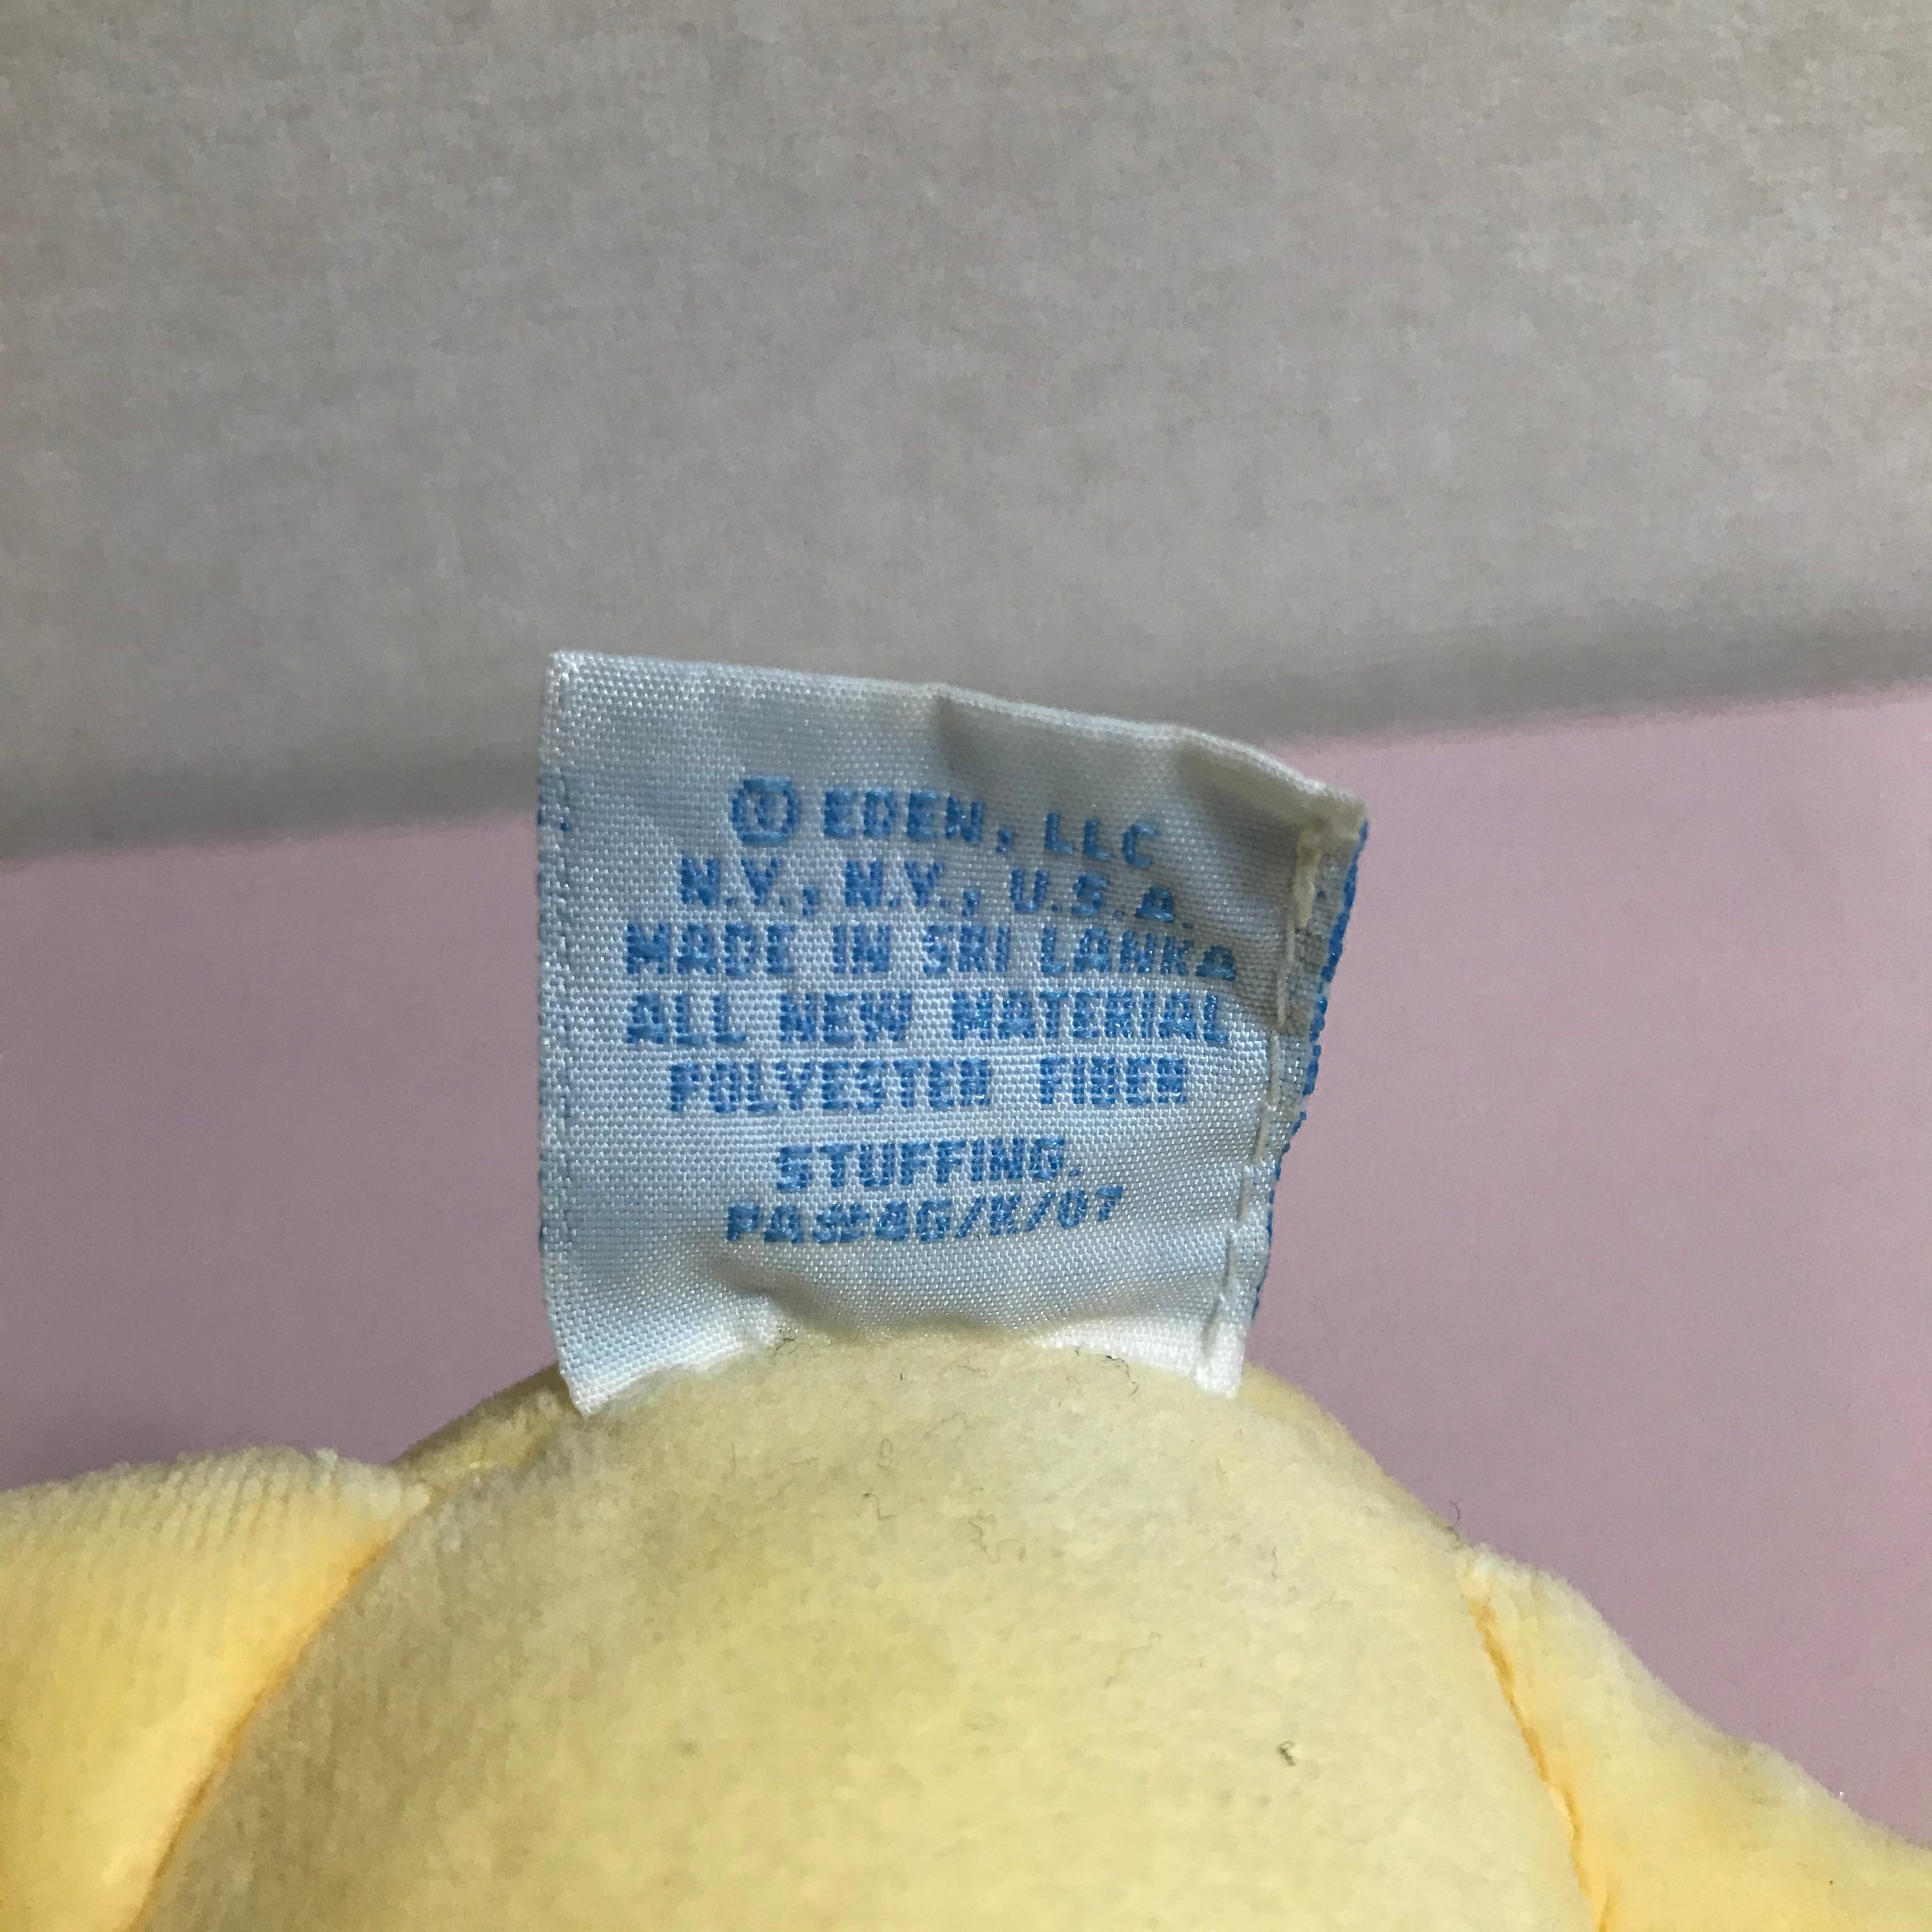 © EDEN, LLC
N.Y., N.Y., U.S.A.
MADE IN SRI LANKA
ALL NEW MATERIAL
POLYESTER FIBER
STUFFING.
PA#4G/K/07